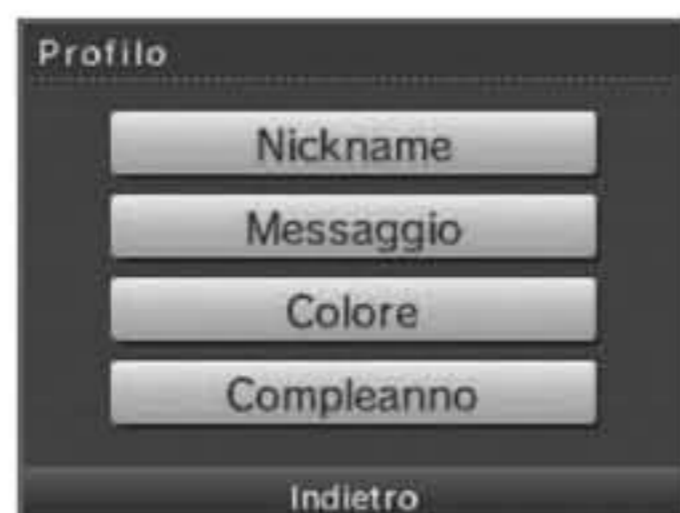 Profilo
Nickname
Messaggio
Colore
Compleanno
Indietro